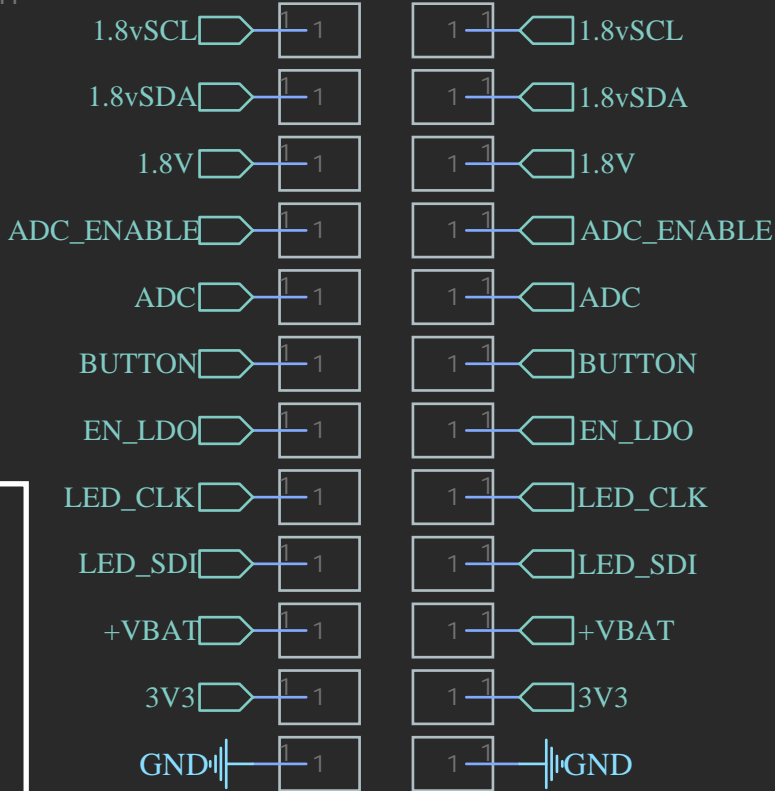 1.8vSCL 1 1 1 1 1.8vSCL
1.8vSDA 1 1 1 1 1.8vSDA
1.8V 1 1 1 1 1.8V
ADC_ENABLE 1 1 1 1 ADC_ENABLE
ADC 1 1 1 1 ADC
BUTTON 1 1 1 1 BUTTON
EN_LDO 1 1 1 1 EN_LDO
LED_CLK 1 1 1 1 LED_CLK
LED_SDI 1 1 1 1 LED_SDI
+VBAT 1 1 1 1 +VBAT
3V3 1 1 1 1 3V3
GND 1 1 1 1 GND